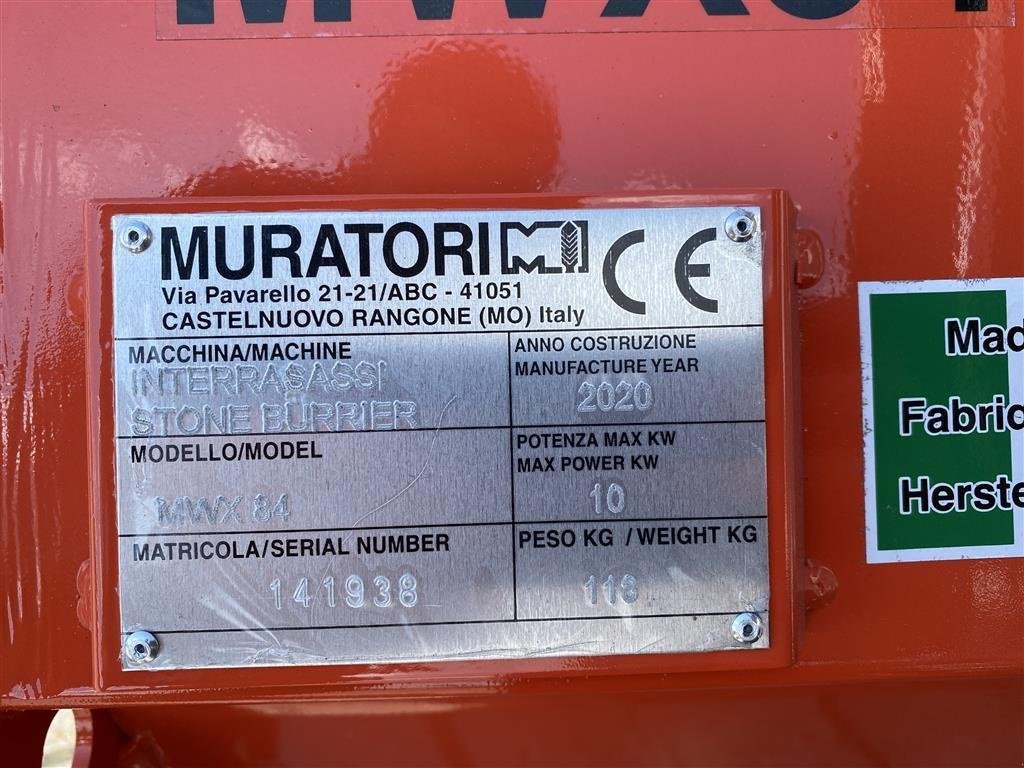 MURATORI
CE
Via Pavarello 21-21/ABC - 41051
CASTELNUOVO RANGONE (MO) Italy
MACCHINA/MACHINE
INTERRASASSI
STONE BURRIER
ANNO COSTRUZIONE
MANUFACTURE YEAR
2020
MODELLO/MODEL
MWX 84
POTENZA MAX KW
MAX POWER KW
10
MATRICOLA/SERIAL NUMBER
141938
PESO KG / WEIGHT KG
118
Mad
Fabric
Herste